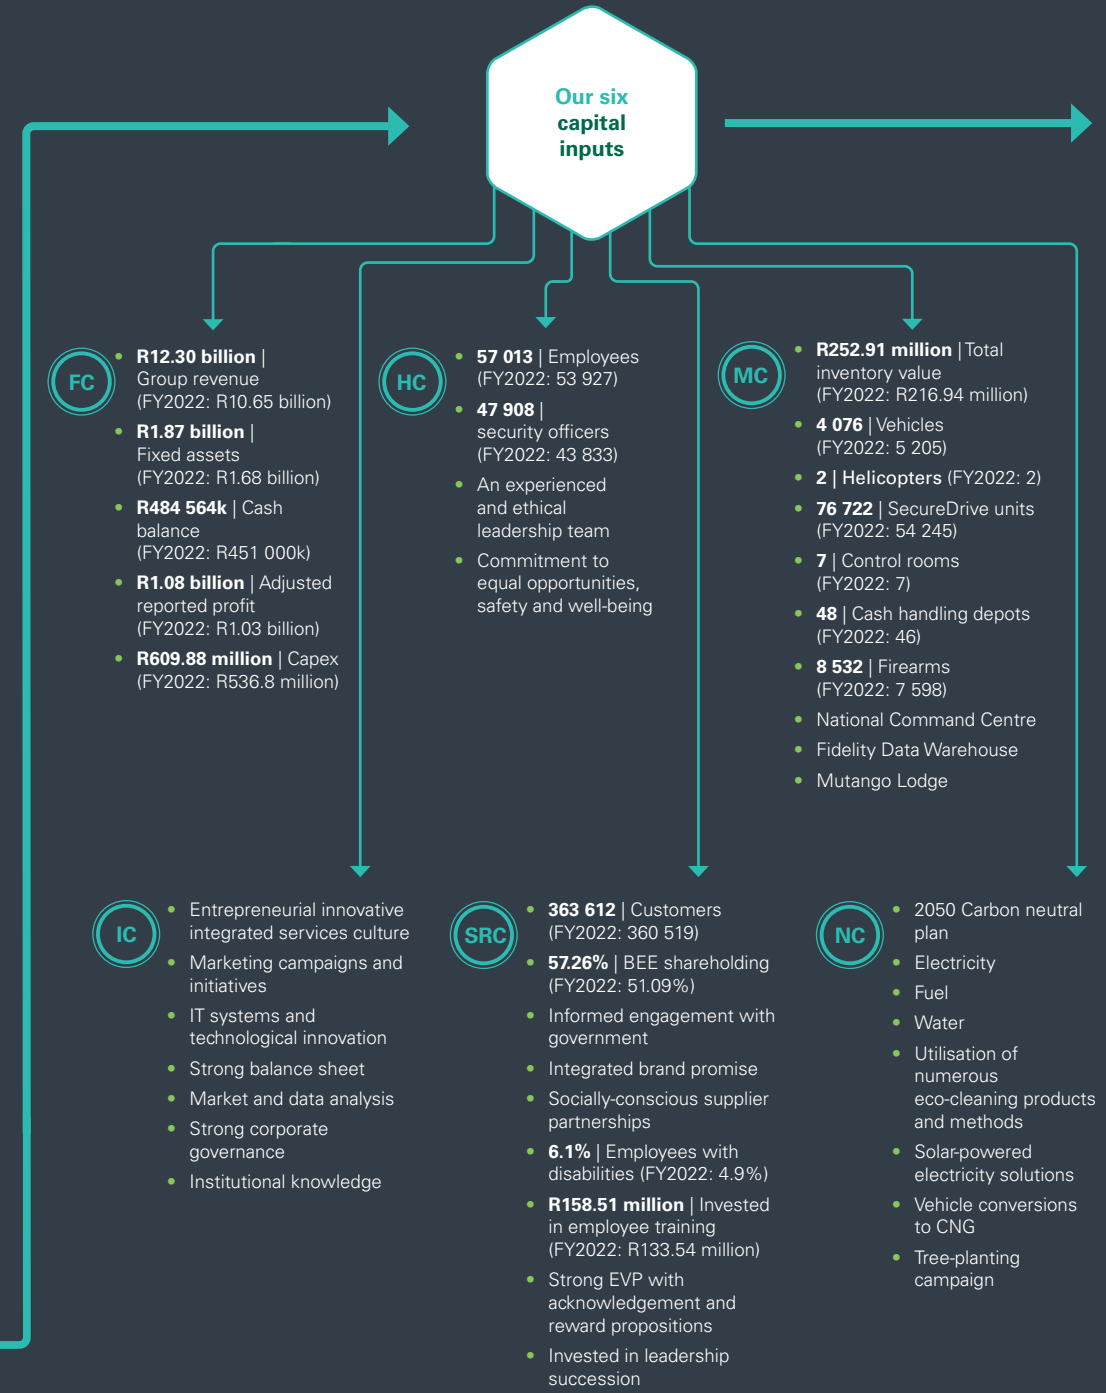 Our six
capital
inputs
FC
• R12.30 billion |
Group revenue
(FY2022: R10.65 billion)
• R1.87 billion |
Fixed assets
(FY2022: R1.68 billion)
• R484 564k | Cash
balance
(FY2022: R451 000k)
• R1.08 billion | Adjusted
reported profit
(FY2022: R1.03 billion)
• R609.88 million | Capex
(FY2022: R536.8 million)
HC
• 57 013 | Employees
(FY2022: 53 927)
• 47 908 |
security officers
(FY2022: 43 833)
• An experienced
and ethical
leadership team
• Commitment to
equal opportunities,
safety and well-being
MC
• R252.91 million | Total
inventory value
(FY2022: R216.94 million)
• 4 076 | Vehicles
(FY2022: 5 205)
• 2 | Helicopters (FY2022: 2)
• 76 722 | SecureDrive units
(FY2022: 54 245)
• 7 | Control rooms
(FY2022: 7)
• 48 | Cash handling depots
(FY2022: 46)
• 8 532 | Firearms
(FY2022: 7 598)
• National Command Centre
• Fidelity Data Warehouse
• Mutango Lodge
IC
• Entrepreneurial innovative
integrated services culture
• Marketing campaigns and
initiatives
• IT systems and
technological innovation
• Strong balance sheet
• Market and data analysis
• Strong corporate
governance
• Institutional knowledge
SRC
• 363 612 | Customers
(FY2022: 360 519)
• 57.26% | BEE shareholding
(FY2022: 51.09%)
• Informed engagement with
government
• Integrated brand promise
• Socially-conscious supplier
partnerships
• 6.1% | Employees with
disabilities (FY2022: 4.9%)
• R158.51 million | Invested
in employee training
(FY2022: R133.54 million)
• Strong EVP with
acknowledgement and
reward propositions
• Invested in leadership
succession
NC
• 2050 Carbon neutral
plan
• Electricity
• Fuel
• Water
• Utilisation of
numerous
eco-cleaning products
and methods
• Solar-powered
electricity solutions
• Vehicle conversions
to CNG
• Tree-planting
campaign